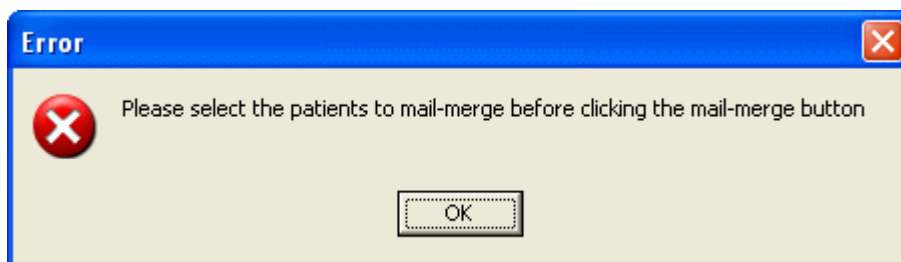 Error
Please select the patients to mail-merge before clicking the mail-merge button
OK